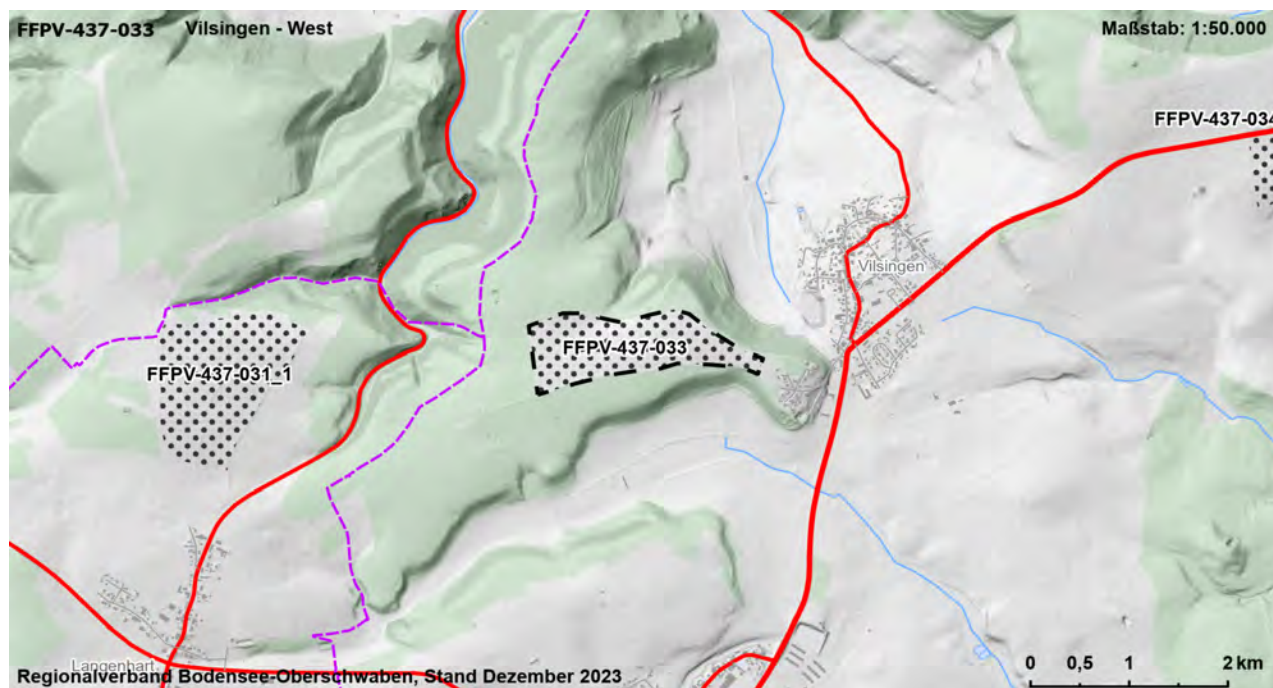 FFPV-437-033 Vilsingen - West Maßstab: 1:50.000
FFPV-437-034
Vilsingen
FFPV-437-033
FFPV-437-031_1
Langenhart
0 0,5 1 2 km
Regionalverband Bodensee-Oberschwaben, Stand Dezember 2023